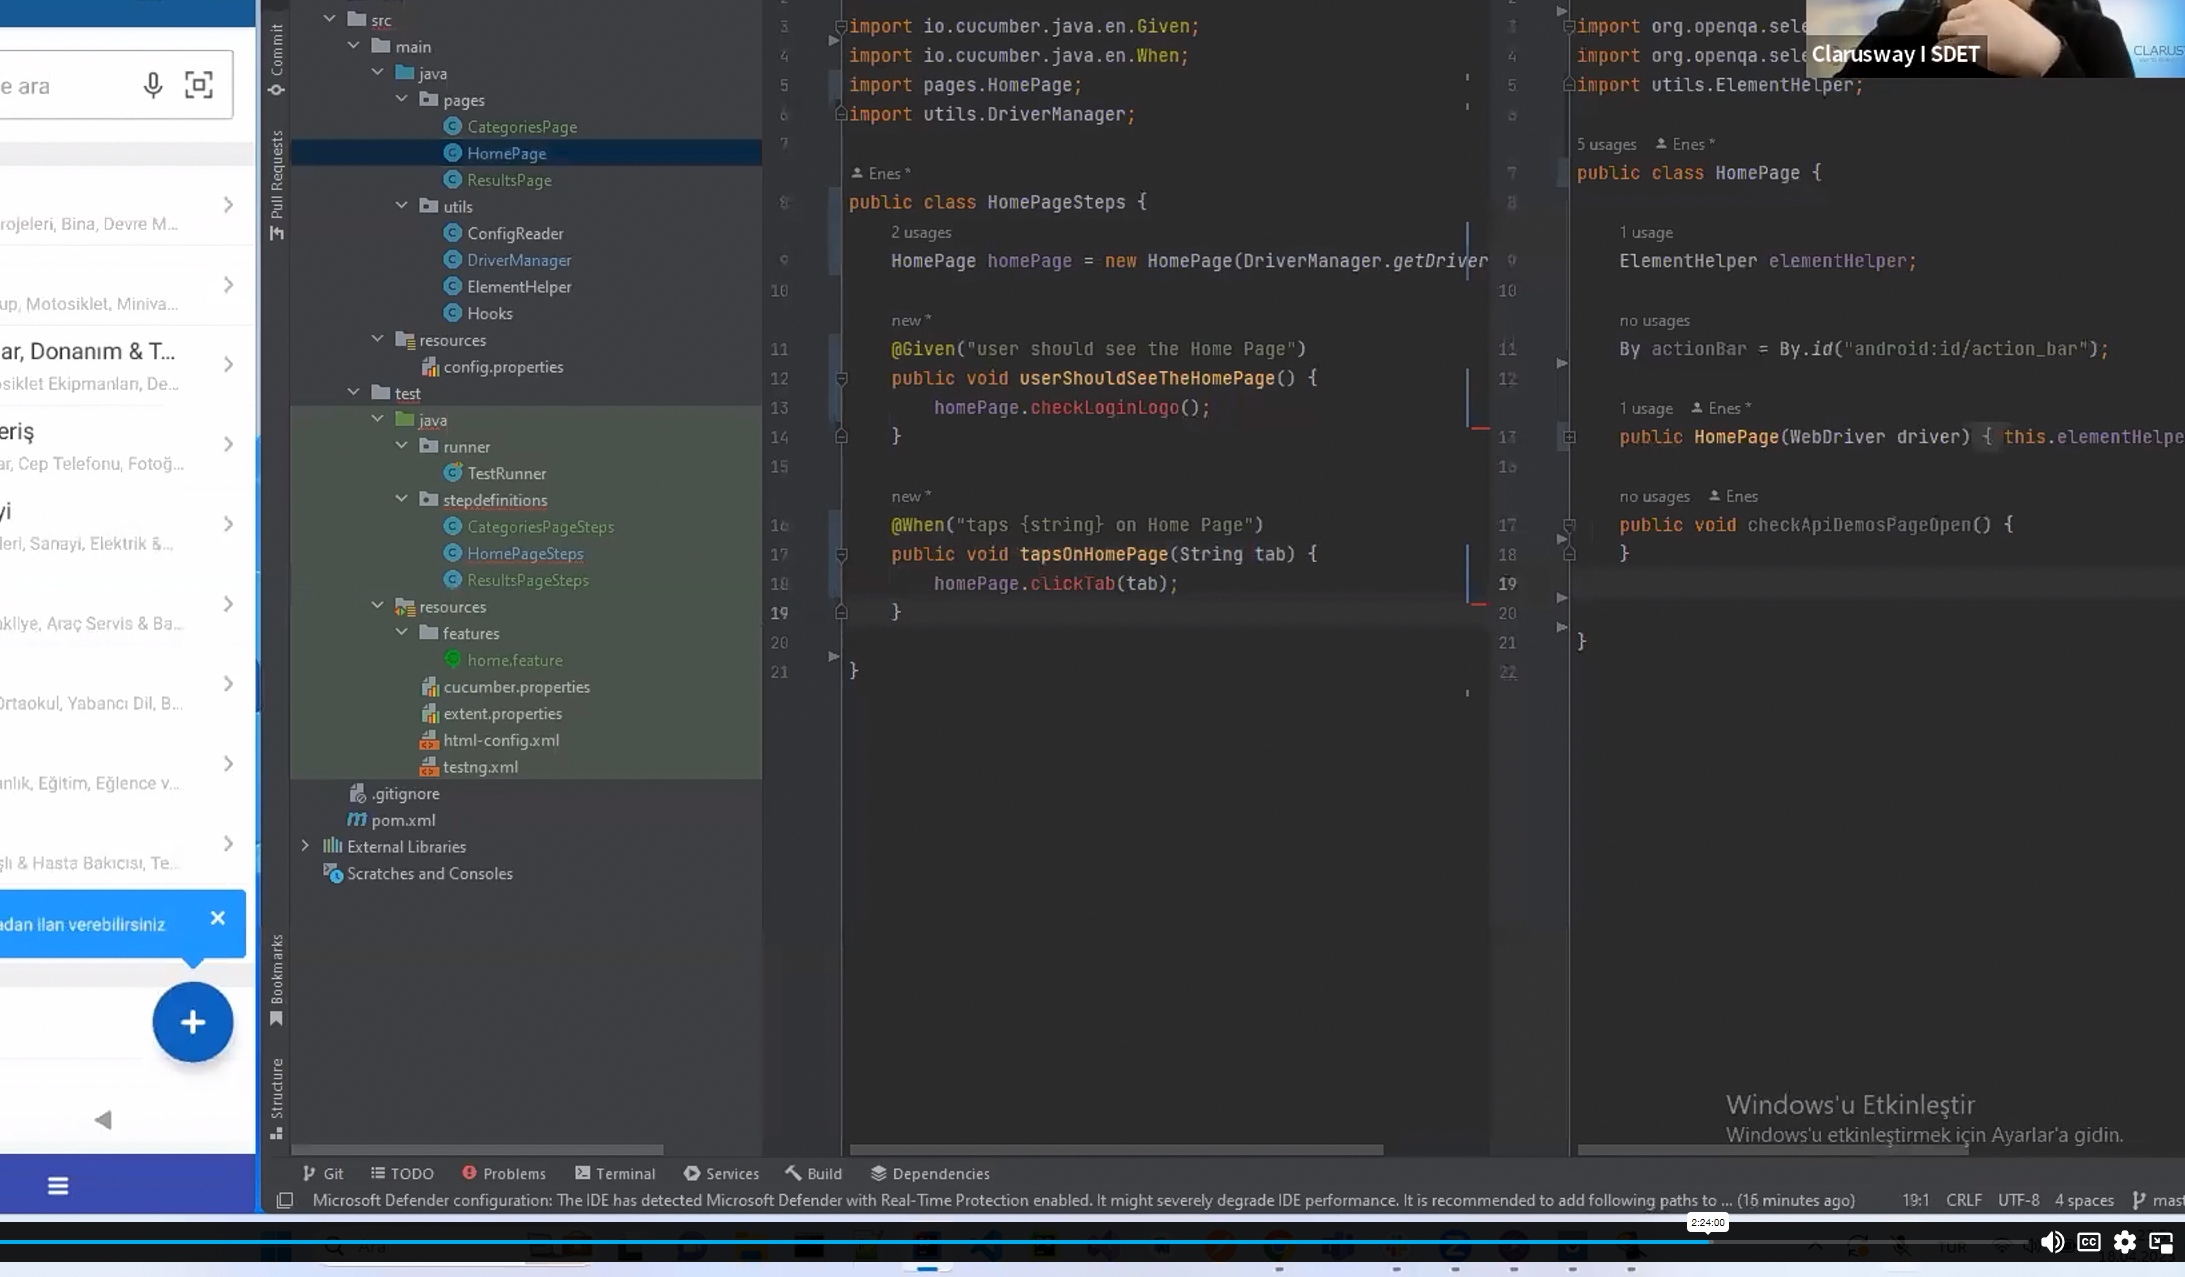 e ara
rojeleri, Bina, Devre M...
up, Motosiklet, Miniva...
ar, Donanım & T...
osiklet Ekipmanları, De...
eriş
ar, Cep Telefonu, Fotoğ...
yi
leri, Sanayi, Elektrik &...
akliye, Araç Servis & Ba...
Ortaokul, Yabancı Dil, B...
anlık, Eğitim, Eğlence v...
şlı & Hasta Bakıcısı, Te...
adan ilan verebilirsiniz
Commit
Pull Requests
Bookmarks
Structure
src
main
java
pages
CategoriesPage
HomePage
ResultsPage
utils
ConfigReader
DriverManager
ElementHelper
Hooks
resources
config.properties
test
java
runner
TestRunner
stepdefinitions
CategoriesPageSteps
HomePageSteps
ResultsPageSteps
resources
features
home.feature
cucumber.properties
extent.properties
html-config.xml
testng.xml
.gitignore
pom.xml
External Libraries
Scratches and Consoles
3 import io.cucumber.java.en.Given;
4 import io.cucumber.java.en.When;
5 import pages.HomePage;
6 import utils.DriverManager;
7
Enes *
8 public class HomePageSteps {
2 usages
9 HomePage homePage = new HomePage(DriverManager.getDriver
10
new *
11 @Given("user should see the Home Page")
12 public void userShouldSeeTheHomePage() {
13 homePage.checkLoginLogo();
14 }
15
new *
16 @When("taps {string} on Home Page")
17 public void tapsOnHomePage(String tab) {
18 homePage.clickTab(tab);
19 }
20
21 }
3 import org.openqa.sele
4 import org.openqa.sele
5 import utils.ElementHelper;
6
5 usages Enes *
7 public class HomePage {
8
1 usage
9 ElementHelper elementHelper;
10
no usages
11 By actionBar = By.id("android:id/action_bar");
12
1 usage Enes *
13 public HomePage(WebDriver driver) { this.elementHelpe
16
no usages Enes
17 public void checkApiDemosPageOpen() {
18 }
19
20
21 }
22
Clarusway I SDET
CLARUS
Windows'u Etkinleştir
Windows'u etkinleştirmek için Ayarlar'a gidin.
Git TODO Problems Terminal Services Build Dependencies
Microsoft Defender configuration: The IDE has detected Microsoft Defender with Real-Time Protection enabled. It might severely degrade IDE performance. It is recommended to add following paths to ... (15 minutes ago) 19:1 CRLF UTF-8 4 spaces mast
2:24:00
Ara
TUR
CC